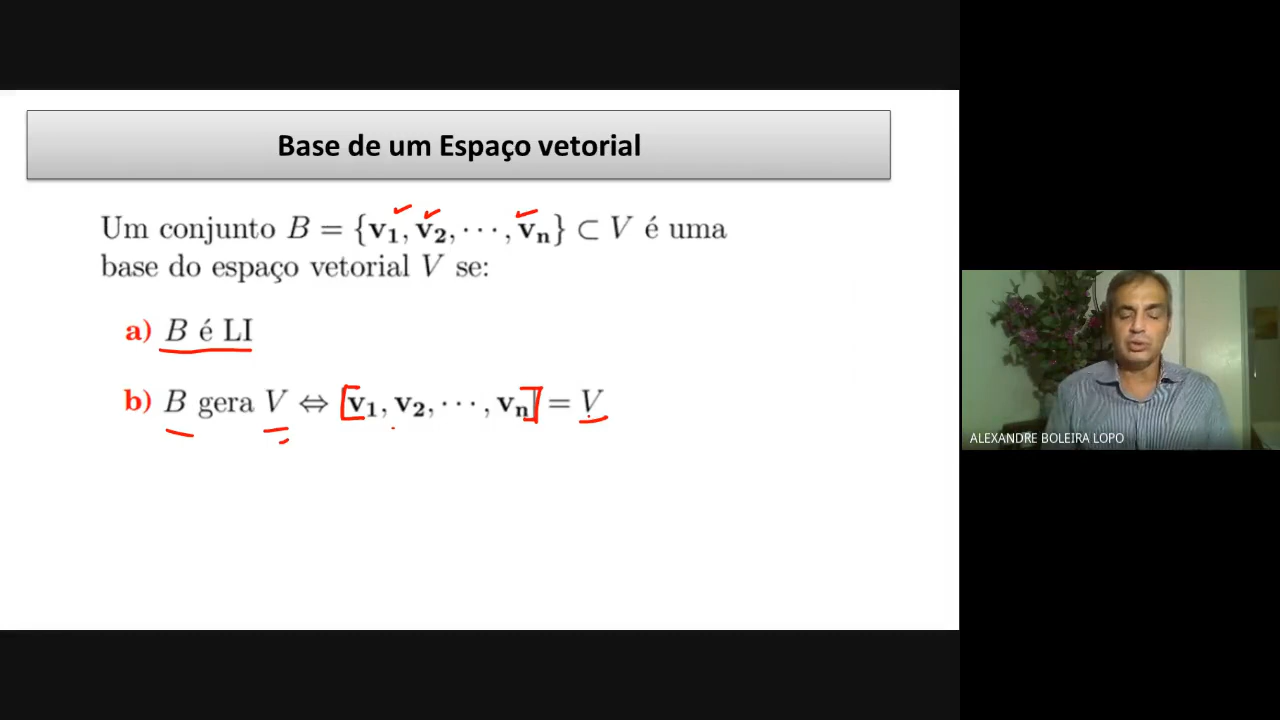 Base de um Espaço vetorial
Um conjunto B = {v₁, v₂, ⋯, vₙ} ⊂ V é uma
base do espaço vetorial V se:
a) B é LI
b) B gera V ⇔ [v₁, v₂, ⋯, vₙ] = V
ALEXANDRE BOLEIRA LOPO